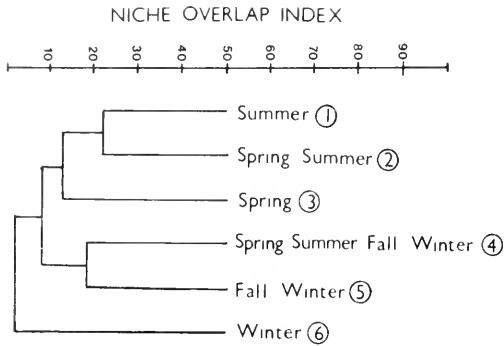 NICHE OVERLAP INDEX
10 20 30 40 50 60 70 80 90
Summer ①
Spring Summer ②
Spring ③
Spring Summer Fall Winter ④
Fall Winter ⑤
Winter ⑥